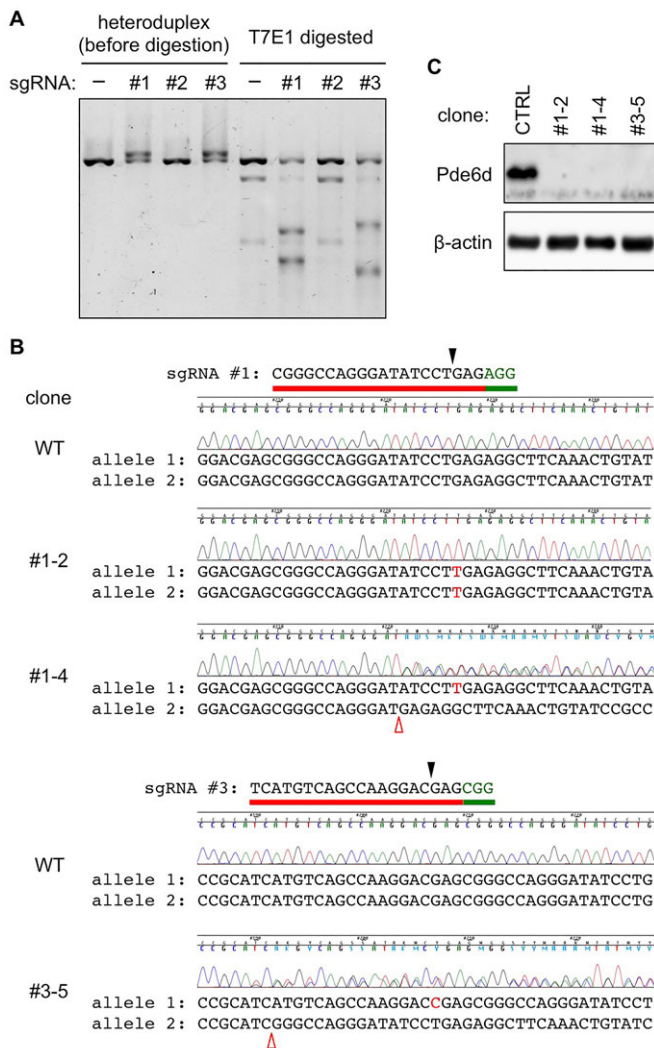 A
heteroduplex
(before digestion)
T7E1 digested
sgRNA: – #1 #2 #3 – #1 #2 #3
C
clone: CTRL #1-2 #1-4 #3-5
Pde6d
β-actin
B
sgRNA #1: CGGGCCAGGGATATCCTGAGAGG
clone
WT
allele 1: GGACGAGCGGGCCAGGGATATCCTGAGAGGCTTCAAACTGTAT
allele 2: GGACGAGCGGGCCAGGGATATCCTGAGAGGCTTCAAACTGTAT
#1-2
allele 1: GGACGAGCGGGCCAGGGATATCCTTGAGAGGCTTCAAACTGTA
allele 2: GGACGAGCGGGCCAGGGATATCCTTGAGAGGCTTCAAACTGTA
#1-4
allele 1: GGACGAGCGGGCCAGGGATATCCTTGAGAGGCTTCAAACTGTA
allele 2: GGACGAGCGGGCCAGGGATGAGAGGCTTCAAACTGTATCCGCC
sgRNA #3: TCATGTCAGCCAAGGACGAGCGG
WT
allele 1: CCGCATCATGTCAGCCAAGGACGAGCGGGCCAGGGATATCCTG
allele 2: CCGCATCATGTCAGCCAAGGACGAGCGGGCCAGGGATATCCTG
#3-5
allele 1: CCGCATCATGTCAGCCAAGGACCGAGCGGGCCAGGGATATCCT
allele 2: CCGCATCGGGCCAGGGATATCCTGAGAGGCTTCAAACTGTATC